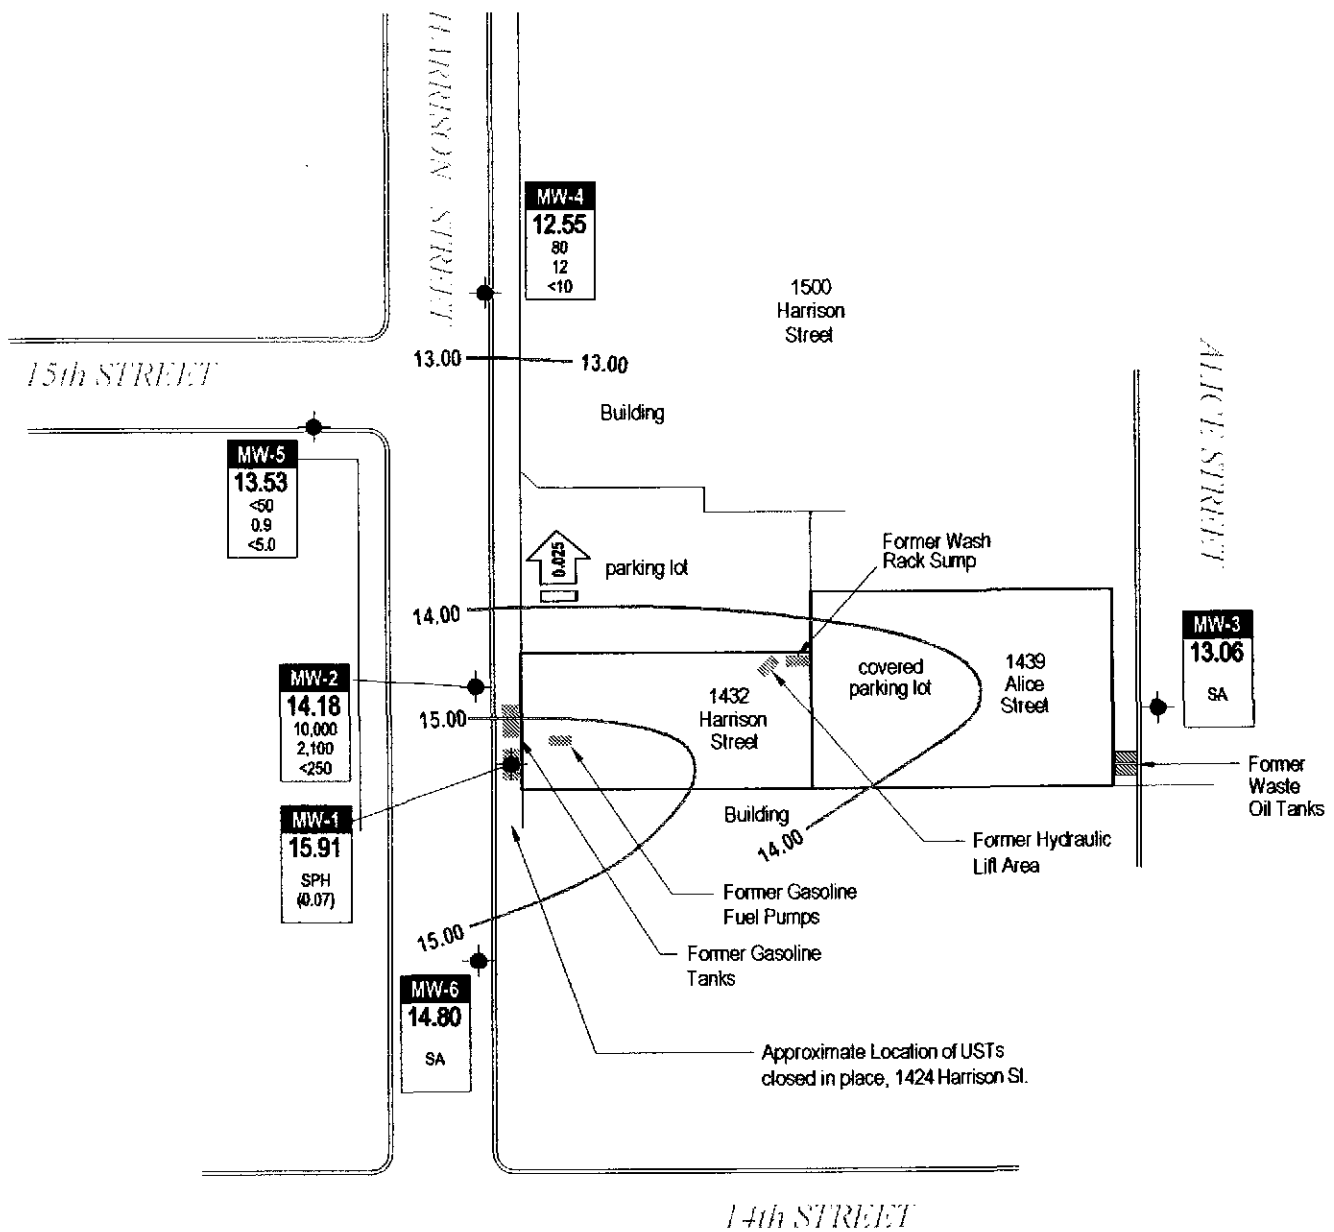 HARRISON STREET
MW-4
12.55
80
12
<10
1500
Harrison
Street
13.00
13.00
15th STREET
ALICE STREET
Building
MW-5
13.53
<50
0.9
<5.0
0.025
parking lot
Former Wash
Rack Sump
14.00
MW-3
13.06
SA
MW-2
14.18
10,000
2,100
<250
1432
Harrison
Street
covered
parking lot
1439
Alice
Street
15.00
Former
Waste
Oil Tanks
MW-1
15.91
SPH
(0.07)
Building
14.00
Former Hydraulic
Lift Area
Former Gasoline
Fuel Pumps
15.00
Former Gasoline
Tanks
MW-6
14.80
SA
Approximate Location of USTs
closed in place, 1424 Harrison St.
14th STREET